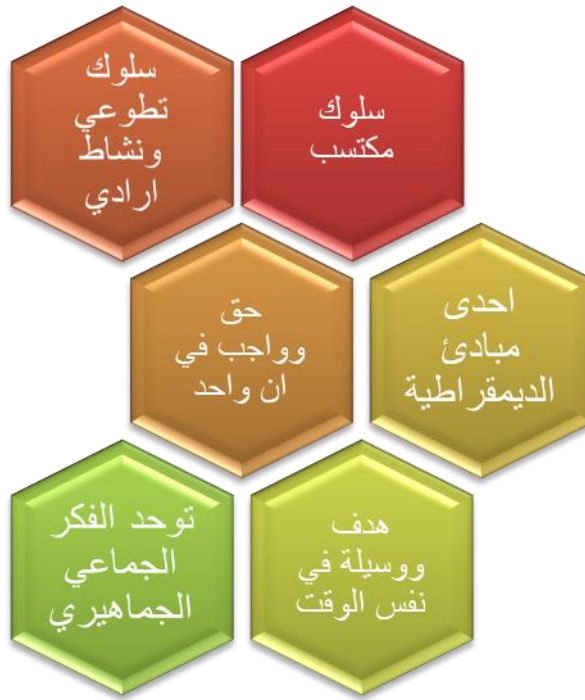 سلوك
مكتسب
سلوك
تطوعي
ونشاط
ارادي
احدى
مبادئ
الديمقراطية
حق
وواجب في
ان واحد
هدف
ووسيلة في
نفس الوقت
توحد الفكر
الجماعي
الجماهيري